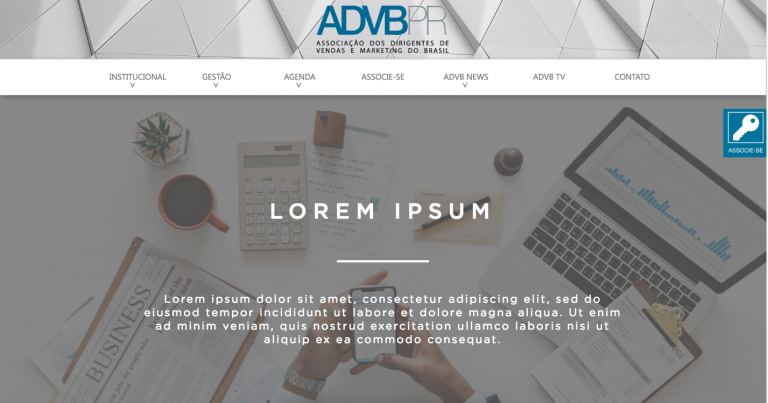 ADVBPR
ASSOCIAÇÃO DOS DIRIGENTES DE
VENDAS E MARKETING DO BRASIL
INSTITUCIONAL GESTÃO AGENDA ASSOCIE-SE ADVB NEWS ADVB TV CONTATO
ASSOCIE-SE
LOREM IPSUM
Lorem ipsum dolor sit amet, consectetur adipiscing elit, sed do
eiusmod tempor incididunt ut labore et dolore magna aliqua. Ut enim
ad minim veniam, quis nostrud exercitation ullamco laboris nisi ut
aliquip ex ea commodo consequat.
BUSINESS